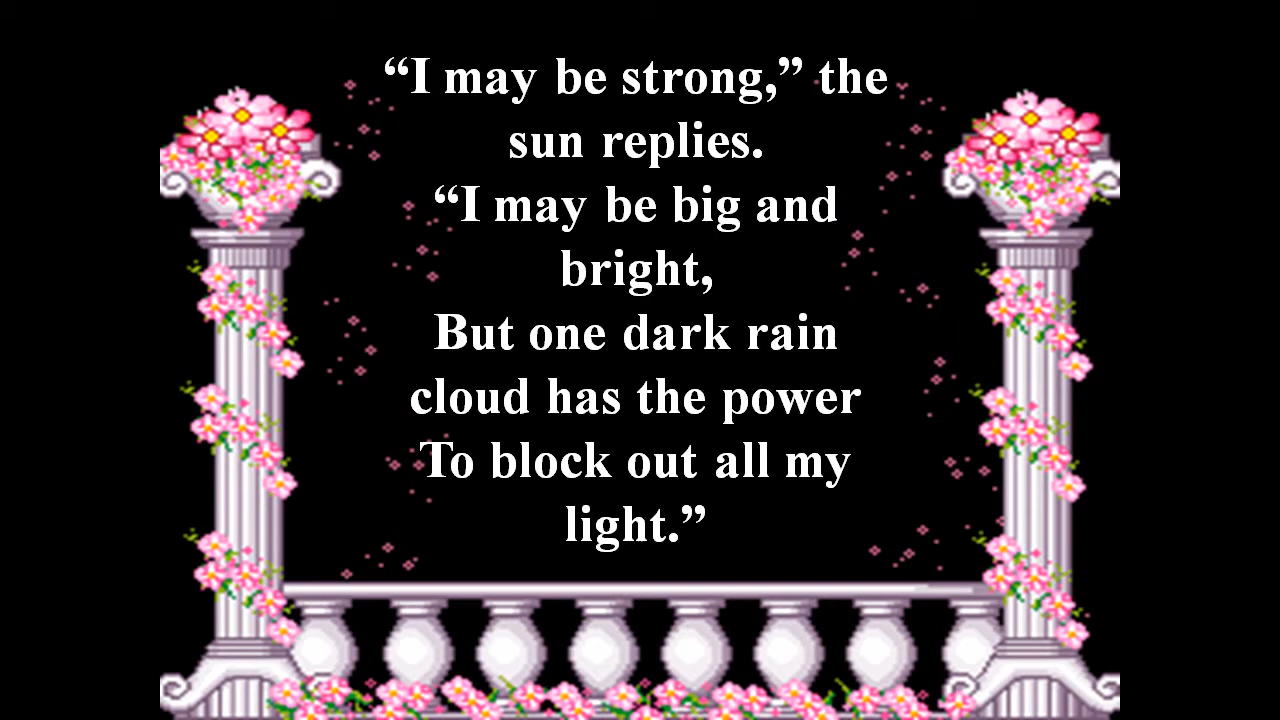 “I may be strong,” the
sun replies.
“I may be big and
bright,
But one dark rain
cloud has the power
To block out all my
light.”